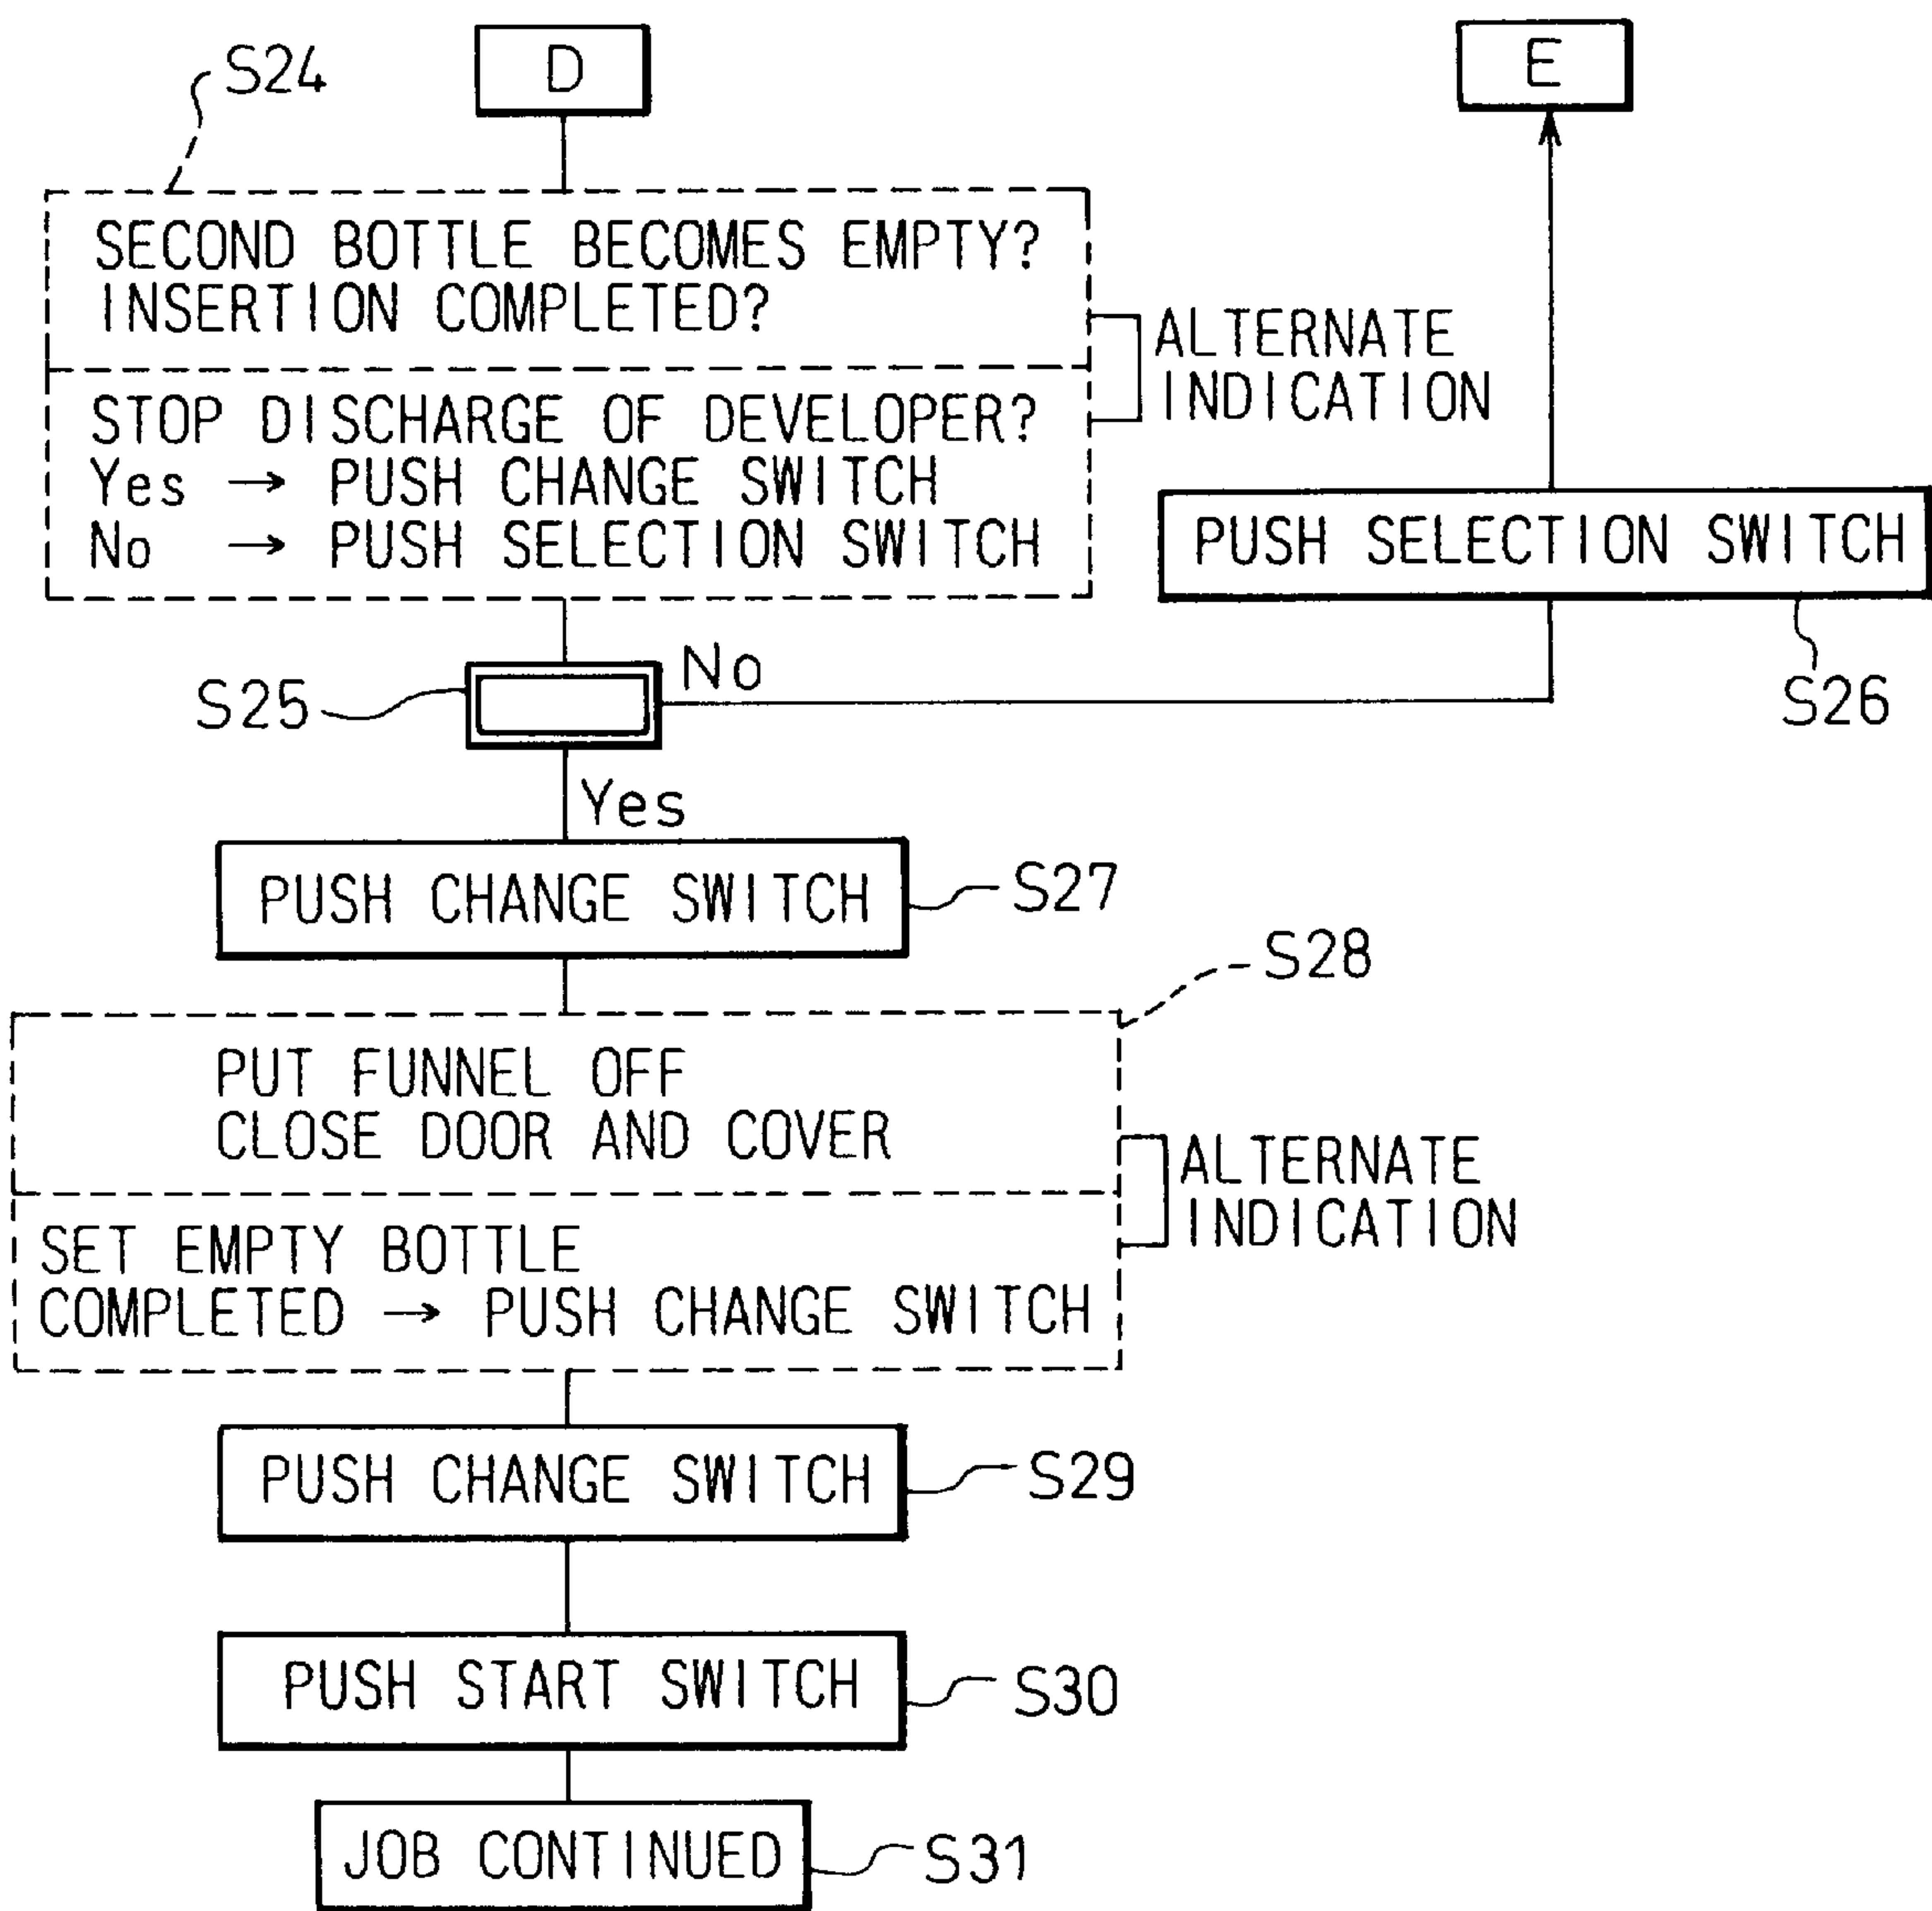 D
E
S24
SECOND BOTTLE BECOMES EMPTY?
INSERTION COMPLETED?
ALTERNATE
INDICATION
STOP DISCHARGE OF DEVELOPER?
Yes → PUSH CHANGE SWITCH
No → PUSH SELECTION SWITCH
PUSH SELECTION SWITCH
S26
S25
No
Yes
PUSH CHANGE SWITCH
S27
S28
PUT FUNNEL OFF
CLOSE DOOR AND COVER
ALTERNATE
INDICATION
SET EMPTY BOTTLE
COMPLETED → PUSH CHANGE SWITCH
PUSH CHANGE SWITCH
S29
PUSH START SWITCH
S30
JOB CONTINUED
S31